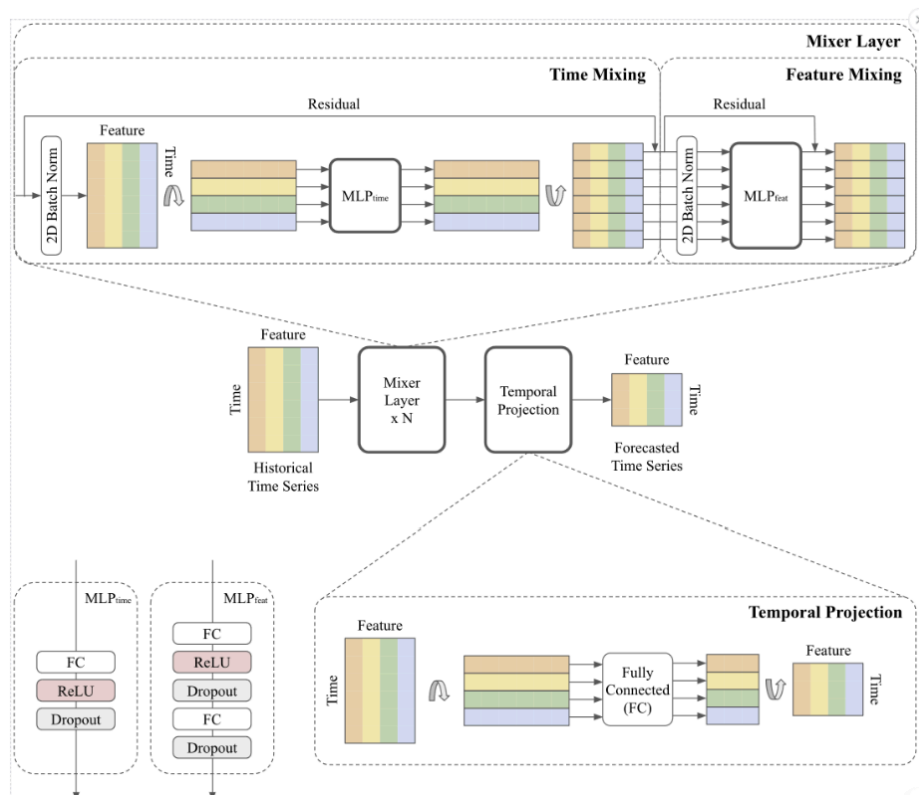 Mixer Layer
Time Mixing
Feature Mixing
Residual
Residual
2D Batch Norm
Feature
Time
MLPtime
2D Batch Norm
MLPfeat
Feature
Time
Historical
Time Series
Mixer
Layer
x N
Temporal
Projection
Feature
Time
Forecasted
Time Series
MLPtime
FC
ReLU
Dropout
MLPfeat
FC
ReLU
Dropout
FC
Dropout
Temporal Projection
Feature
Time
Fully
Connected
(FC)
Feature
Time